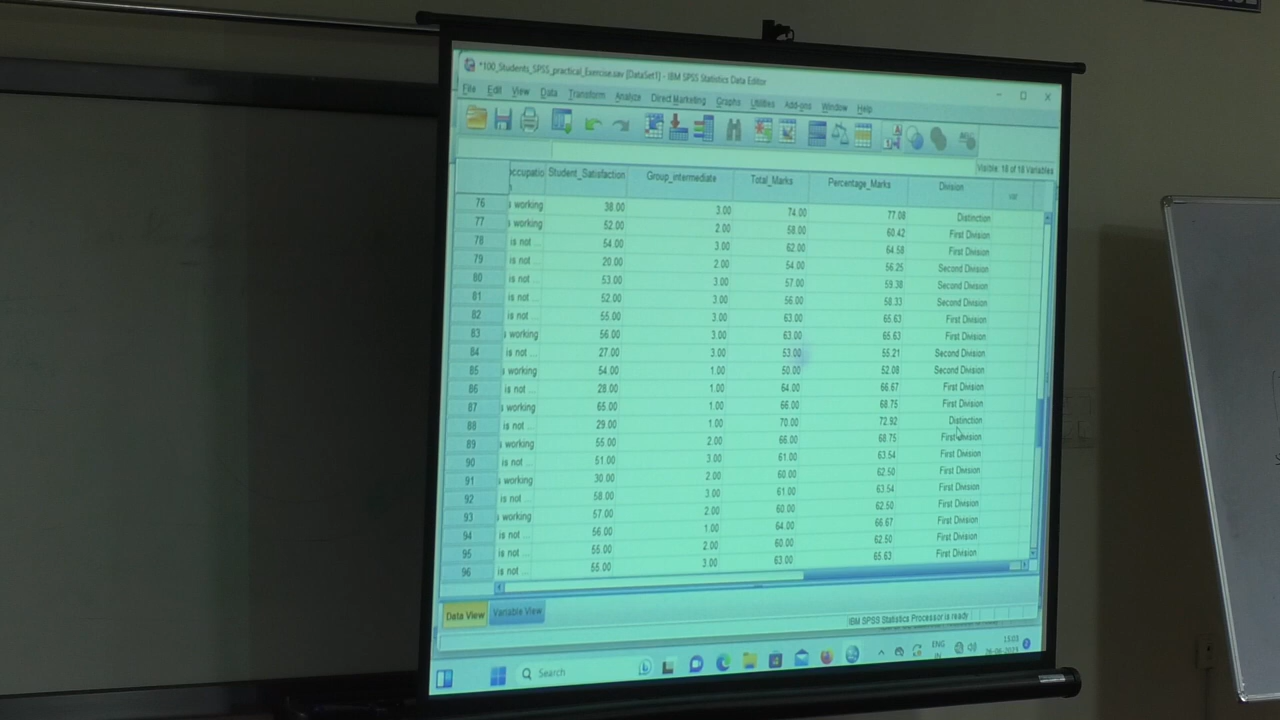 *100_Students_SPSS_practical_Exercise.sav [DataSet1] - IBM SPSS Statistics Data Editor
File Edit View Data Transform Analyze Direct Marketing Graphs Utilities Add-ons Window Help
Visible: 18 of 18 Variables
Student_Satisfaction Group_intermediate Total_Marks Percentage_Marks Division var
76 s working 38.00 3.00 74.00 77.08 Distinction
77 s working 52.00 2.00 58.00 60.42 First Division
78 is not ... 54.00 3.00 62.00 64.58 First Division
79 is not ... 20.00 2.00 54.00 56.25 Second Division
80 is not ... 53.00 3.00 57.00 59.38 Second Division
81 is not ... 52.00 3.00 56.00 58.33 Second Division
82 is not ... 55.00 3.00 63.00 65.63 First Division
83 s working 56.00 3.00 63.00 65.63 First Division
84 is not ... 27.00 3.00 53.00 55.21 Second Division
85 s working 54.00 1.00 50.00 52.08 Second Division
86 is not ... 28.00 1.00 64.00 66.67 First Division
87 s working 65.00 1.00 66.00 68.75 First Division
88 is not ... 29.00 1.00 70.00 72.92 Distinction
89 s working 55.00 2.00 66.00 68.75 First Division
90 is not ... 51.00 3.00 61.00 63.54 First Division
91 s working 30.00 2.00 60.00 62.50 First Division
92 is not ... 58.00 3.00 61.00 63.54 First Division
93 s working 57.00 2.00 60.00 62.50 First Division
94 is not ... 56.00 1.00 64.00 66.67 First Division
95 is not ... 55.00 2.00 60.00 62.50 First Division
96 is not ... 55.00 3.00 63.00 65.63 First Division
Data View Variable View
IBM SPSS Statistics Processor is ready
Search
ENG 13:03
IN 26-06-2023